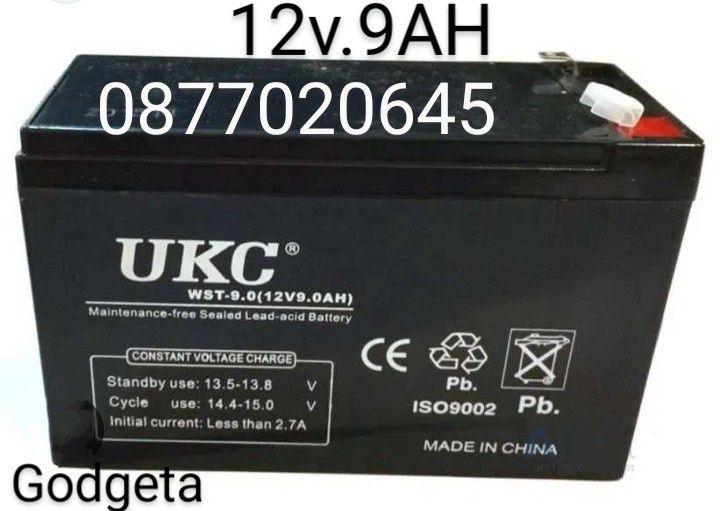 12v.9AH
0877020645
UKC®
WST-9.0(12V9.0AH)
Maintenance-free Sealed Lead-acid Battery
CONSTANT VOLTAGE CHARGE
Standby use: 13.5-13.8 V
Cycle use: 14.4-15.0 V
Initial current: Less than 2.7A
CE
Pb.
Pb.
ISO9002
MADE IN CHINA
Godgeta